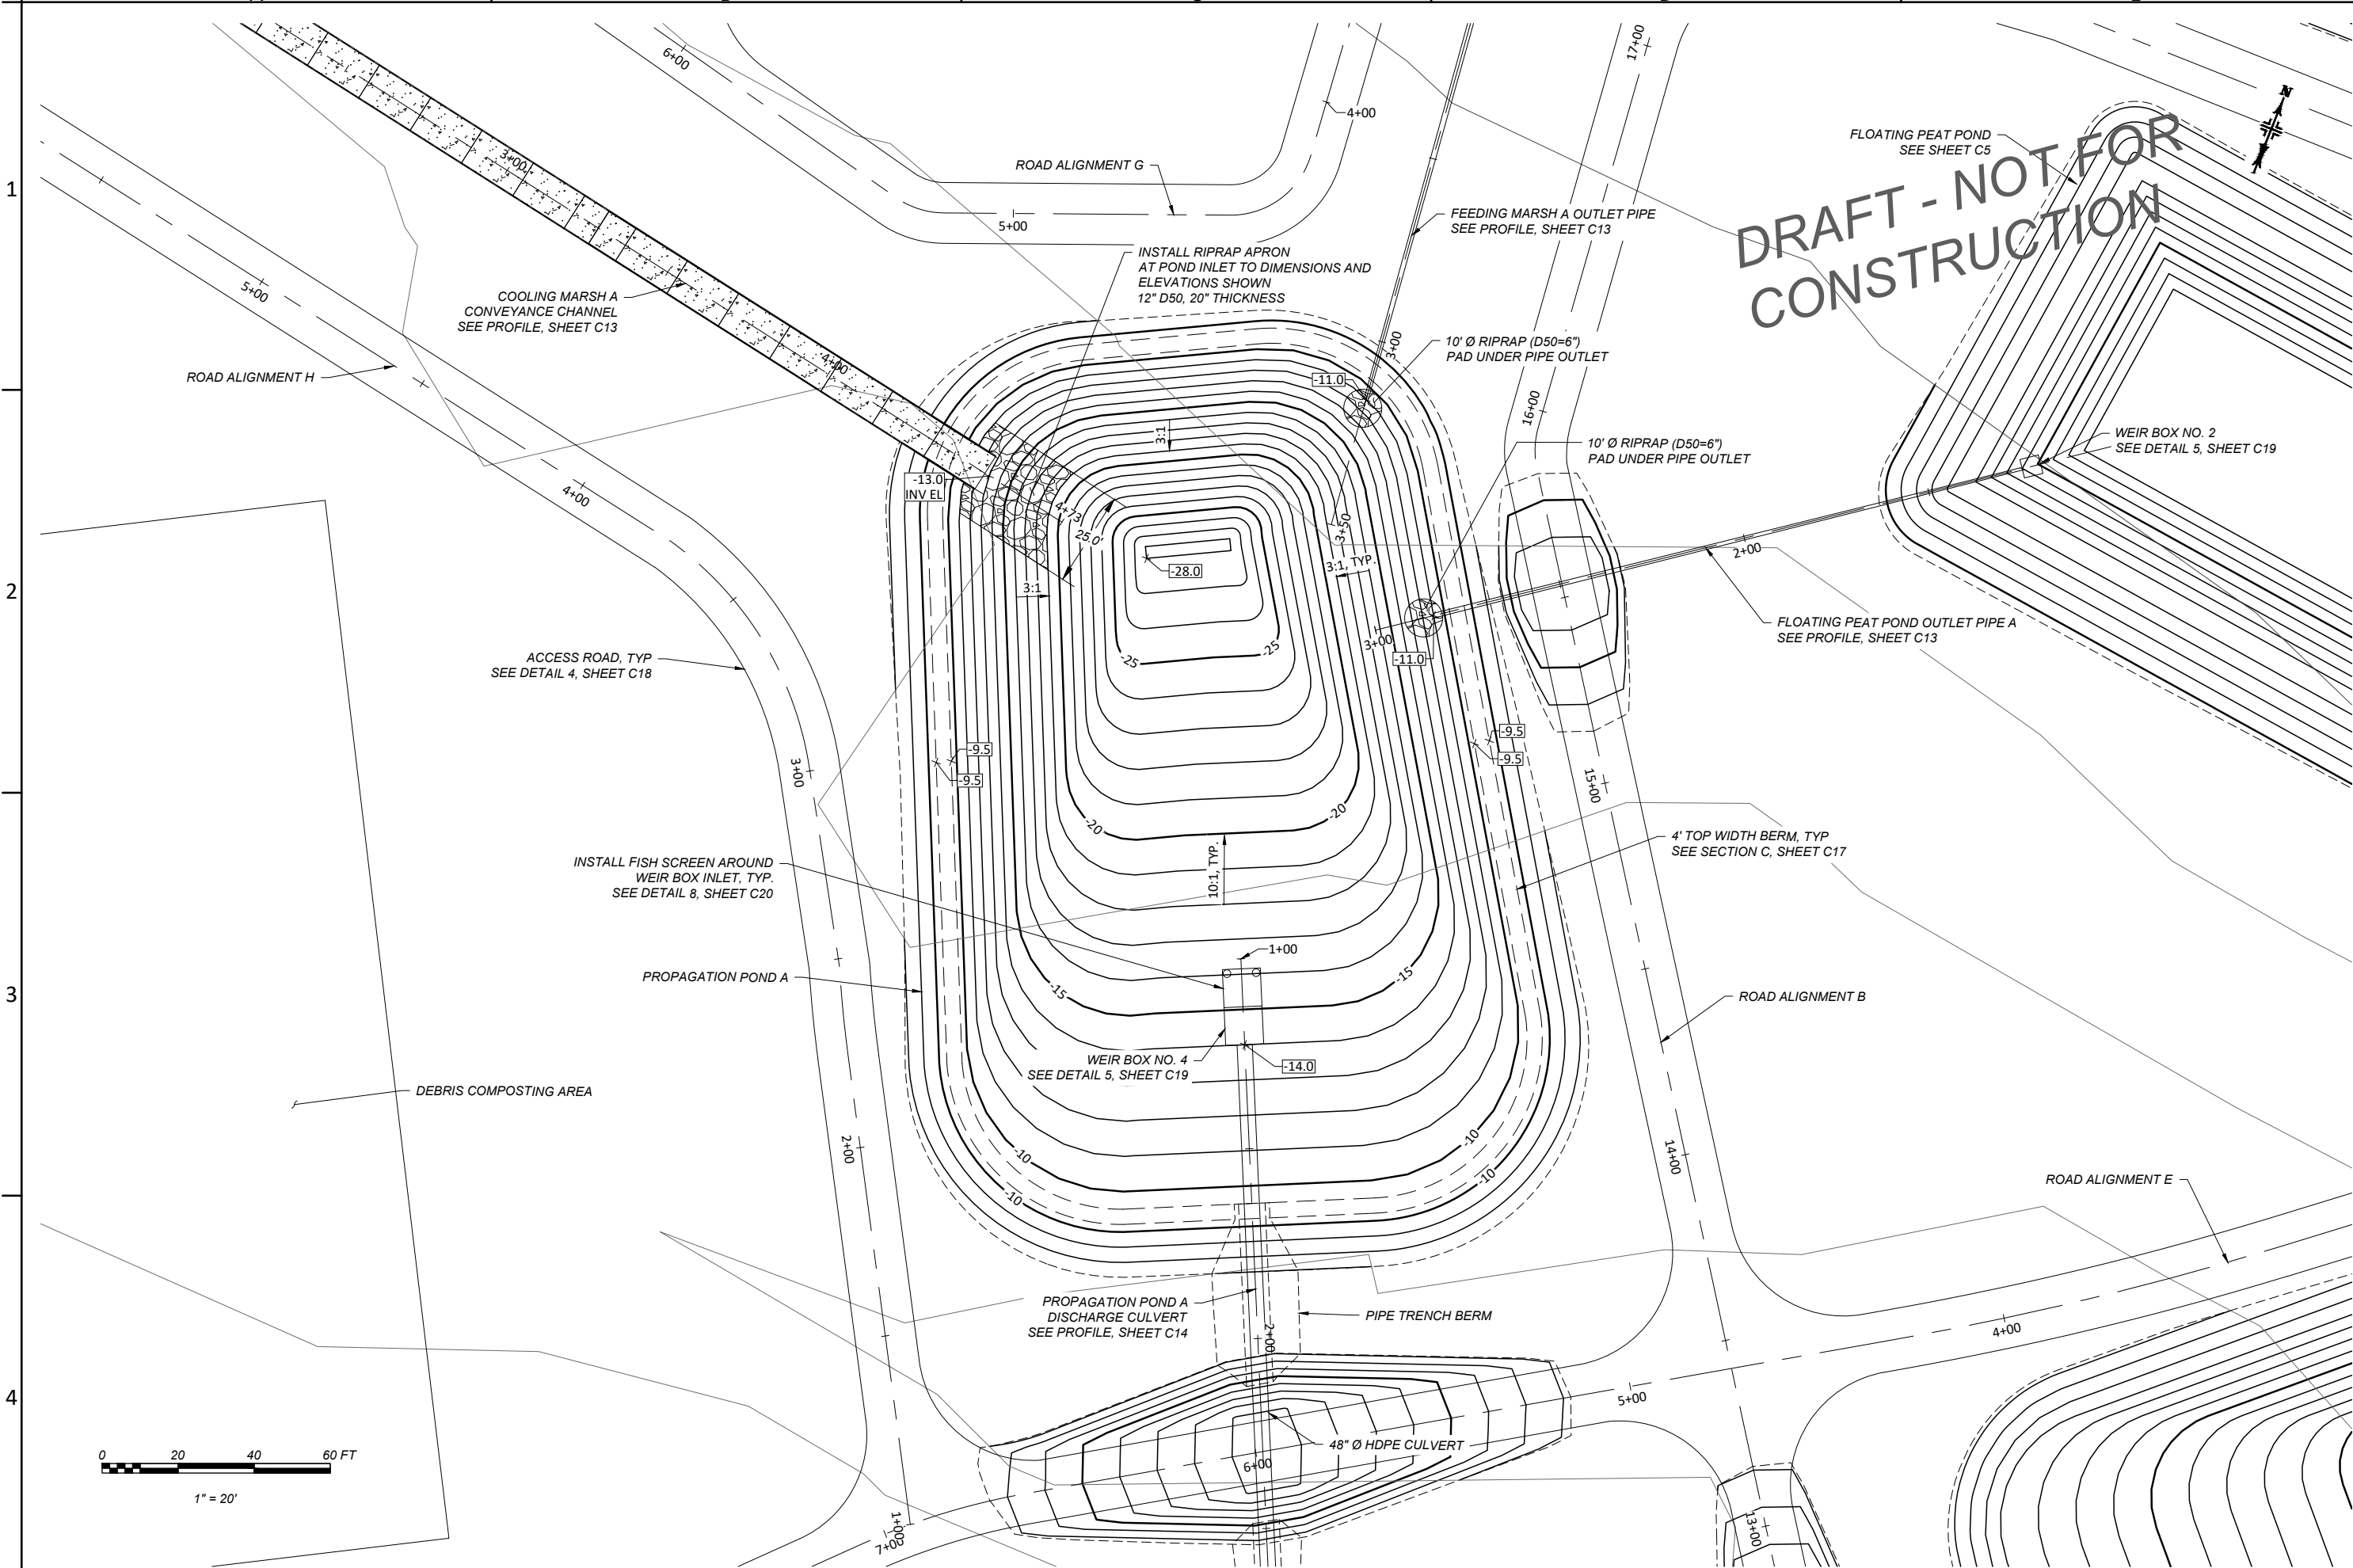 6+00
17+00
4+00
N
FLOATING PEAT POND
SEE SHEET C5
DRAFT - NOT FOR
CONSTRUCTION
1
3+00
ROAD ALIGNMENT G
5+00
FEEDING MARSH A OUTLET PIPE
SEE PROFILE, SHEET C13
INSTALL RIPRAP APRON
AT POND INLET TO DIMENSIONS AND
ELEVATIONS SHOWN
12" D50, 20" THICKNESS
5+00
COOLING MARSH A
CONVEYANCE CHANNEL
SEE PROFILE, SHEET C13
3+00
10' Ø RIPRAP (D50=6")
PAD UNDER PIPE OUTLET
4+00
ROAD ALIGNMENT H
-11.0
16+00
3:1
10' Ø RIPRAP (D50=6")
PAD UNDER PIPE OUTLET
WEIR BOX NO. 2
SEE DETAIL 5, SHEET C19
-13.0
INV EL
4+00
4+73
25.0'
3+50
2+00
-28.0
3:1, TYP.
3:1
2
FLOATING PEAT POND OUTLET PIPE A
SEE PROFILE, SHEET C13
3+00
-11.0
ACCESS ROAD, TYP
SEE DETAIL 4, SHEET C18
-25
-25
-9.5
-9.5
-9.5
-9.5
3+00
15+00
-20
-20
4' TOP WIDTH BERM, TYP
SEE SECTION C, SHEET C17
10:1, TYP.
INSTALL FISH SCREEN AROUND
WEIR BOX INLET, TYP.
SEE DETAIL 8, SHEET C20
1+00
PROPAGATION POND A
-15
-15
3
ROAD ALIGNMENT B
WEIR BOX NO. 4
SEE DETAIL 5, SHEET C19
-14.0
DEBRIS COMPOSTING AREA
2+00
14+00
-10
-10
-10
-10
ROAD ALIGNMENT E
PROPAGATION POND A
DISCHARGE CULVERT
SEE PROFILE, SHEET C14
PIPE TRENCH BERM
2+00
4+00
4
5+00
48" Ø HDPE CULVERT
6+00
0 20 40 60 FT
1" = 20'
1+00
7+00
13+00